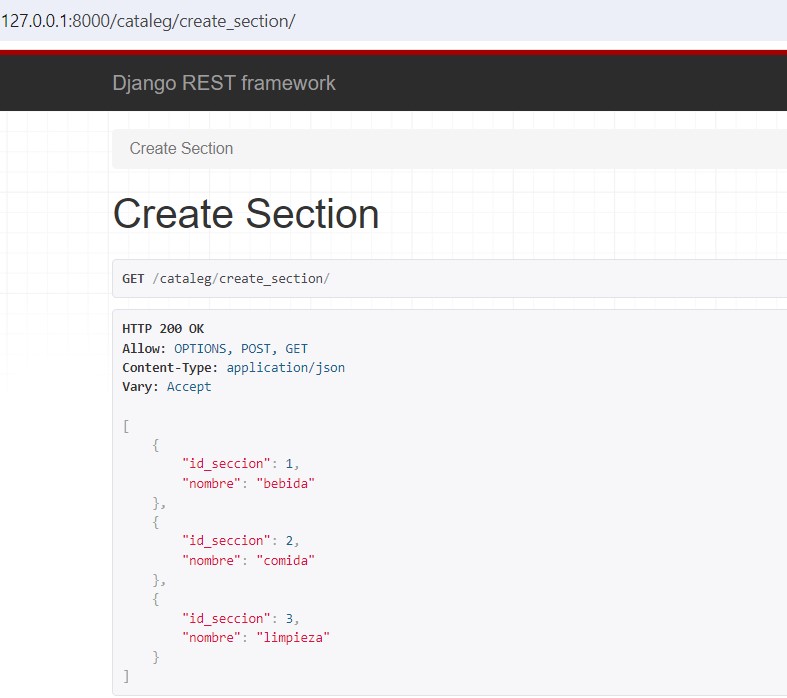 127.0.0.1:8000/cataleg/create_section/
Django REST framework
Create Section
Create Section
GET /cataleg/create_section/
HTTP 200 OK
Allow: OPTIONS, POST, GET
Content-Type: application/json
Vary: Accept
[
    {
        "id_seccion": 1,
        "nombre": "bebida"
    },
    {
        "id_seccion": 2,
        "nombre": "comida"
    },
    {
        "id_seccion": 3,
        "nombre": "limpieza"
    }
]